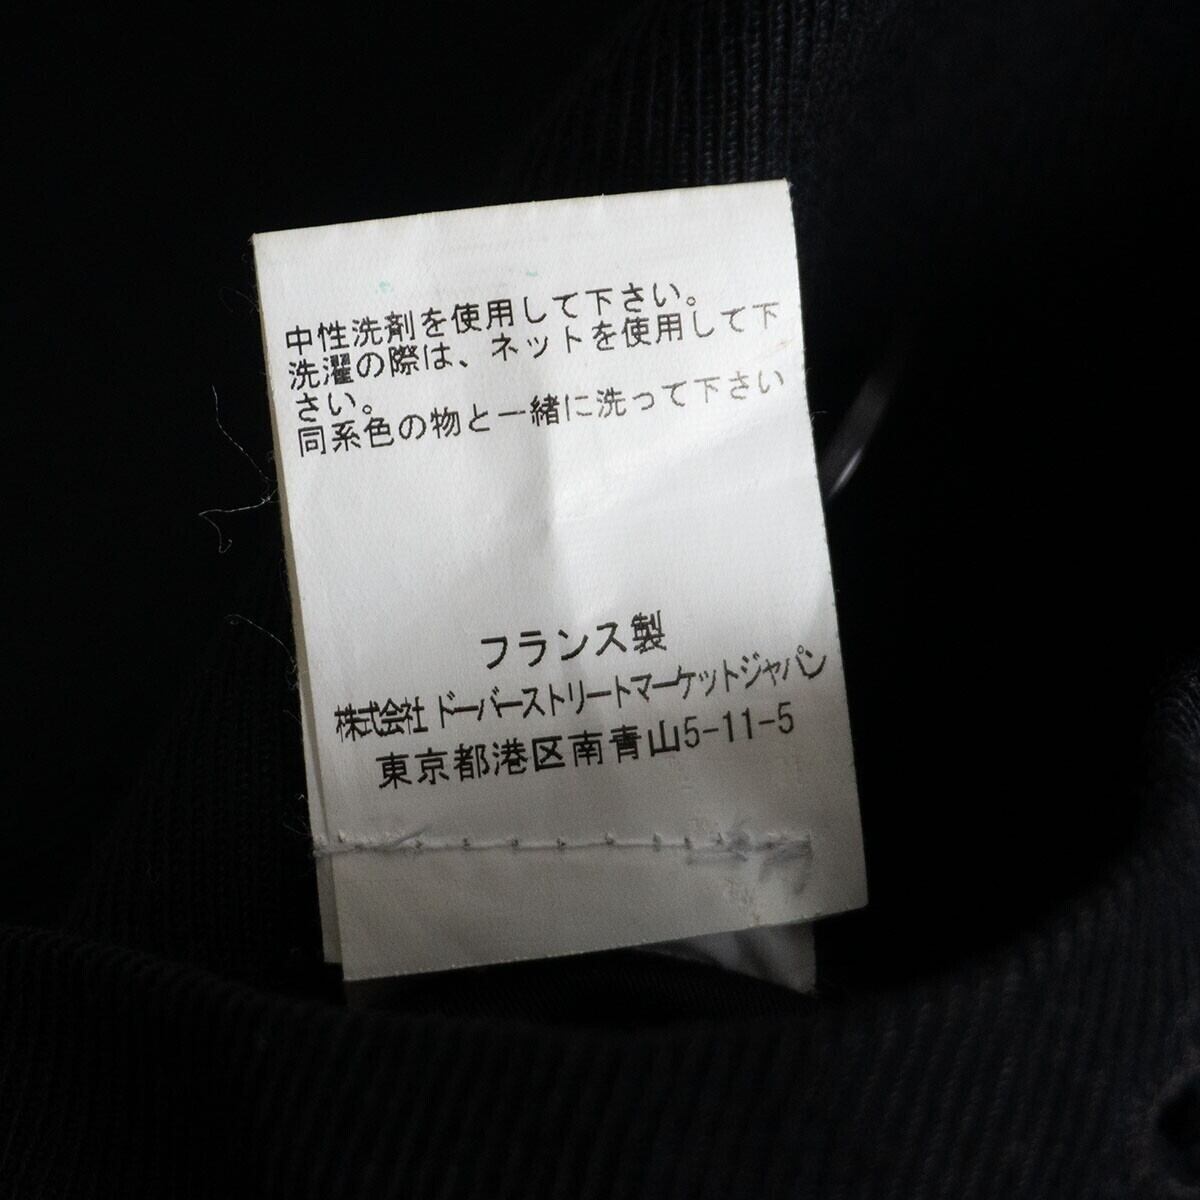 中性洗剤を使用して下さい。
洗濯の際は、ネットを使用して下
さい。
同系色の物と一緒に洗って下さい
フランス製
株式会社 ドーバーストリートマーケットジャパン
東京都港区南青山5-11-5